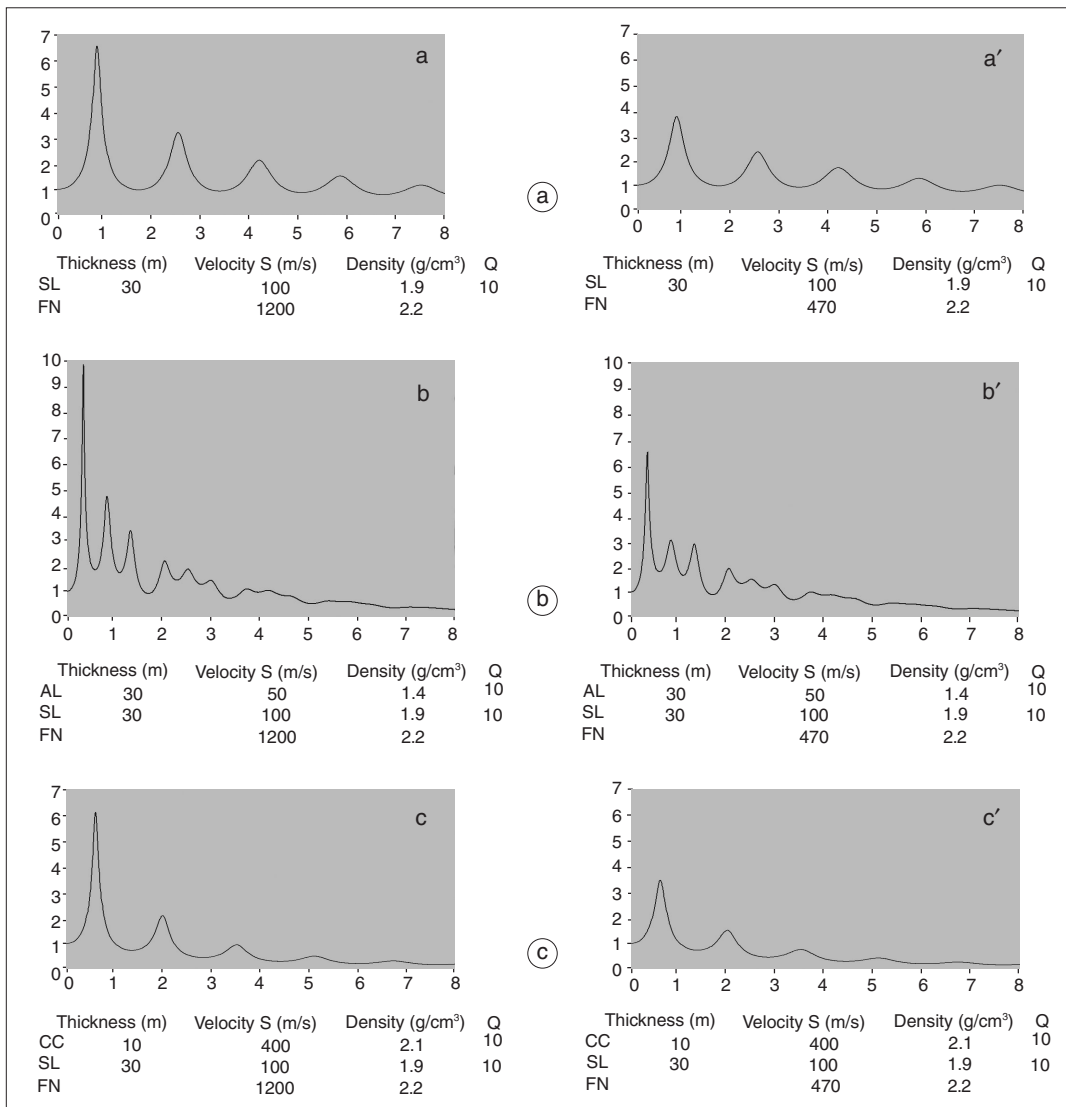 a
7
6
5
4
3
2
1
0
0 1 2 3 4 5 6 7 8
Thickness (m) Velocity S (m/s) Density (g/cm³) Q
SL 30 100 1.9 10
FN 1200 2.2
a
a′
7
6
5
4
3
2
1
0
0 1 2 3 4 5 6 7 8
Thickness (m) Velocity S (m/s) Density (g/cm³) Q
SL 30 100 1.9 10
FN 470 2.2
b
10
9
8
7
6
5
4
3
2
1
0
0 1 2 3 4 5 6 7 8
Thickness (m) Velocity S (m/s) Density (g/cm³) Q
AL 30 50 1.4 10
SL 30 100 1.9 10
FN 1200 2.2
b
b′
10
9
8
7
6
5
4
3
2
1
0
0 1 2 3 4 5 6 7 8
Thickness (m) Velocity S (m/s) Density (g/cm³) Q
AL 30 50 1.4 10
SL 30 100 1.9 10
FN 470 2.2
c
7
6
5
4
3
2
1
0
0 1 2 3 4 5 6 7 8
Thickness (m) Velocity S (m/s) Density (g/cm³) Q
CC 10 400 2.1 10
SL 30 100 1.9 10
FN 1200 2.2
c
c′
7
6
5
4
3
2
1
0
0 1 2 3 4 5 6 7 8
Thickness (m) Velocity S (m/s) Density (g/cm³) Q
CC 10 400 2.1 10
SL 30 100 1.9 10
FN 470 2.2